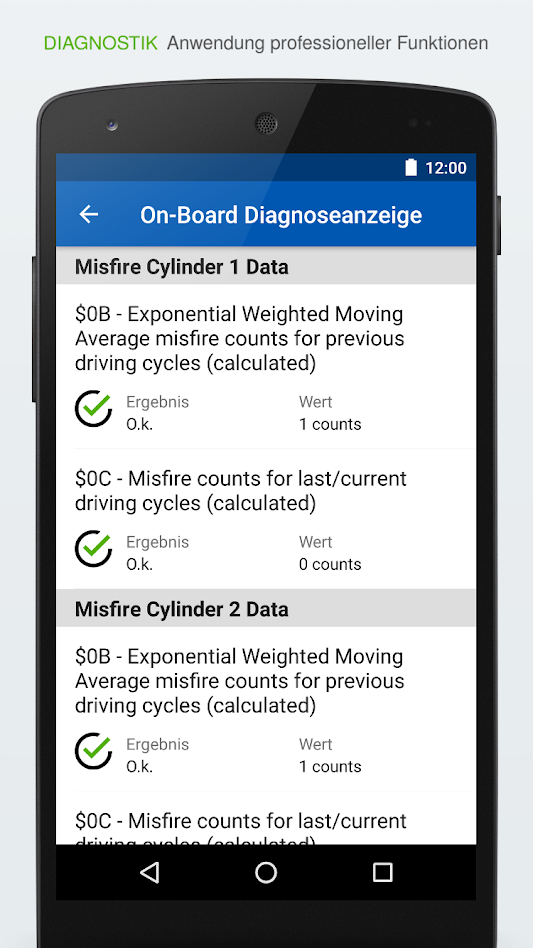 DIAGNOSTIK Anwendung professioneller Funktionen
12:00
On-Board Diagnoseanzeige
Misfire Cylinder 1 Data
$0B - Exponential Weighted Moving
Average misfire counts for previous
driving cycles (calculated)
Ergebnis Wert
O.k. 1 counts
$0C - Misfire counts for last/current
driving cycles (calculated)
Ergebnis Wert
O.k. 0 counts
Misfire Cylinder 2 Data
$0B - Exponential Weighted Moving
Average misfire counts for previous
driving cycles (calculated)
Ergebnis Wert
O.k. 1 counts
$0C - Misfire counts for last/current
driving cycles (calculated)